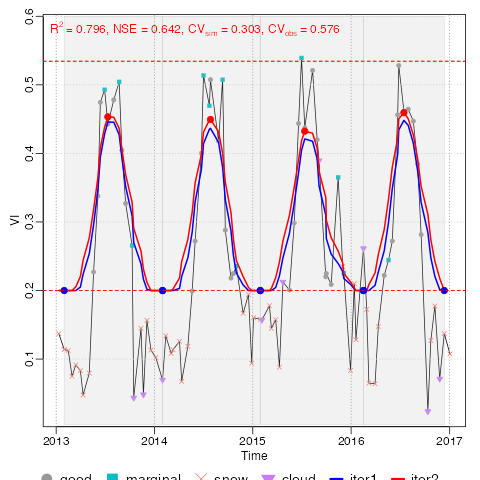 R² = 0.796, NSE = 0.642, CVsim = 0.303, CVobs = 0.576
0.6
0.5
0.4
0.3
0.2
0.1
VI
2013 2014 2015 2016 2017
Time
good marginal snow cloud iter1 iter2